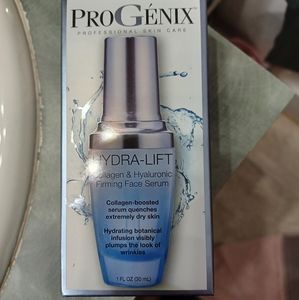 PROGÉNIX
PROFESSIONAL SKIN CARE
HYDRA-LIFT
Collagen & Hyaluronic
Firming Face Serum
Collagen-boosted
serum quenches
extremely dry skin
Hydrating botanical
infusion visibly
plumps the look of
wrinkles
1 FL OZ (30 mL)